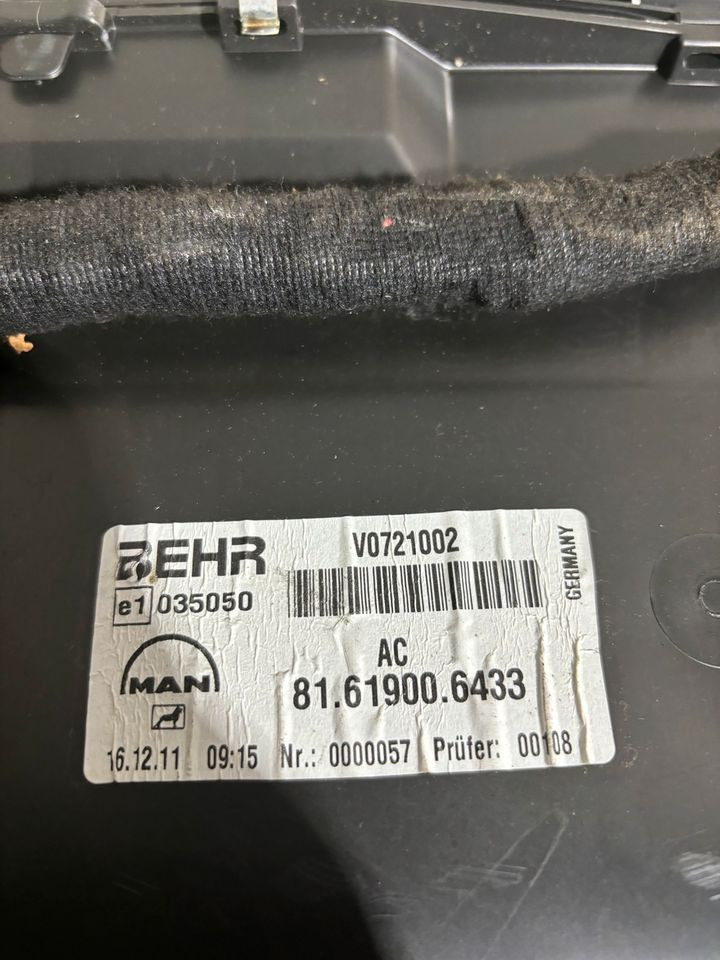 BEHR
V0721002
GERMANY
e1 035050
AC
MAN
81.61900.6433
16.12.11 09:15 Nr.: 0000057 Prüfer: 00108